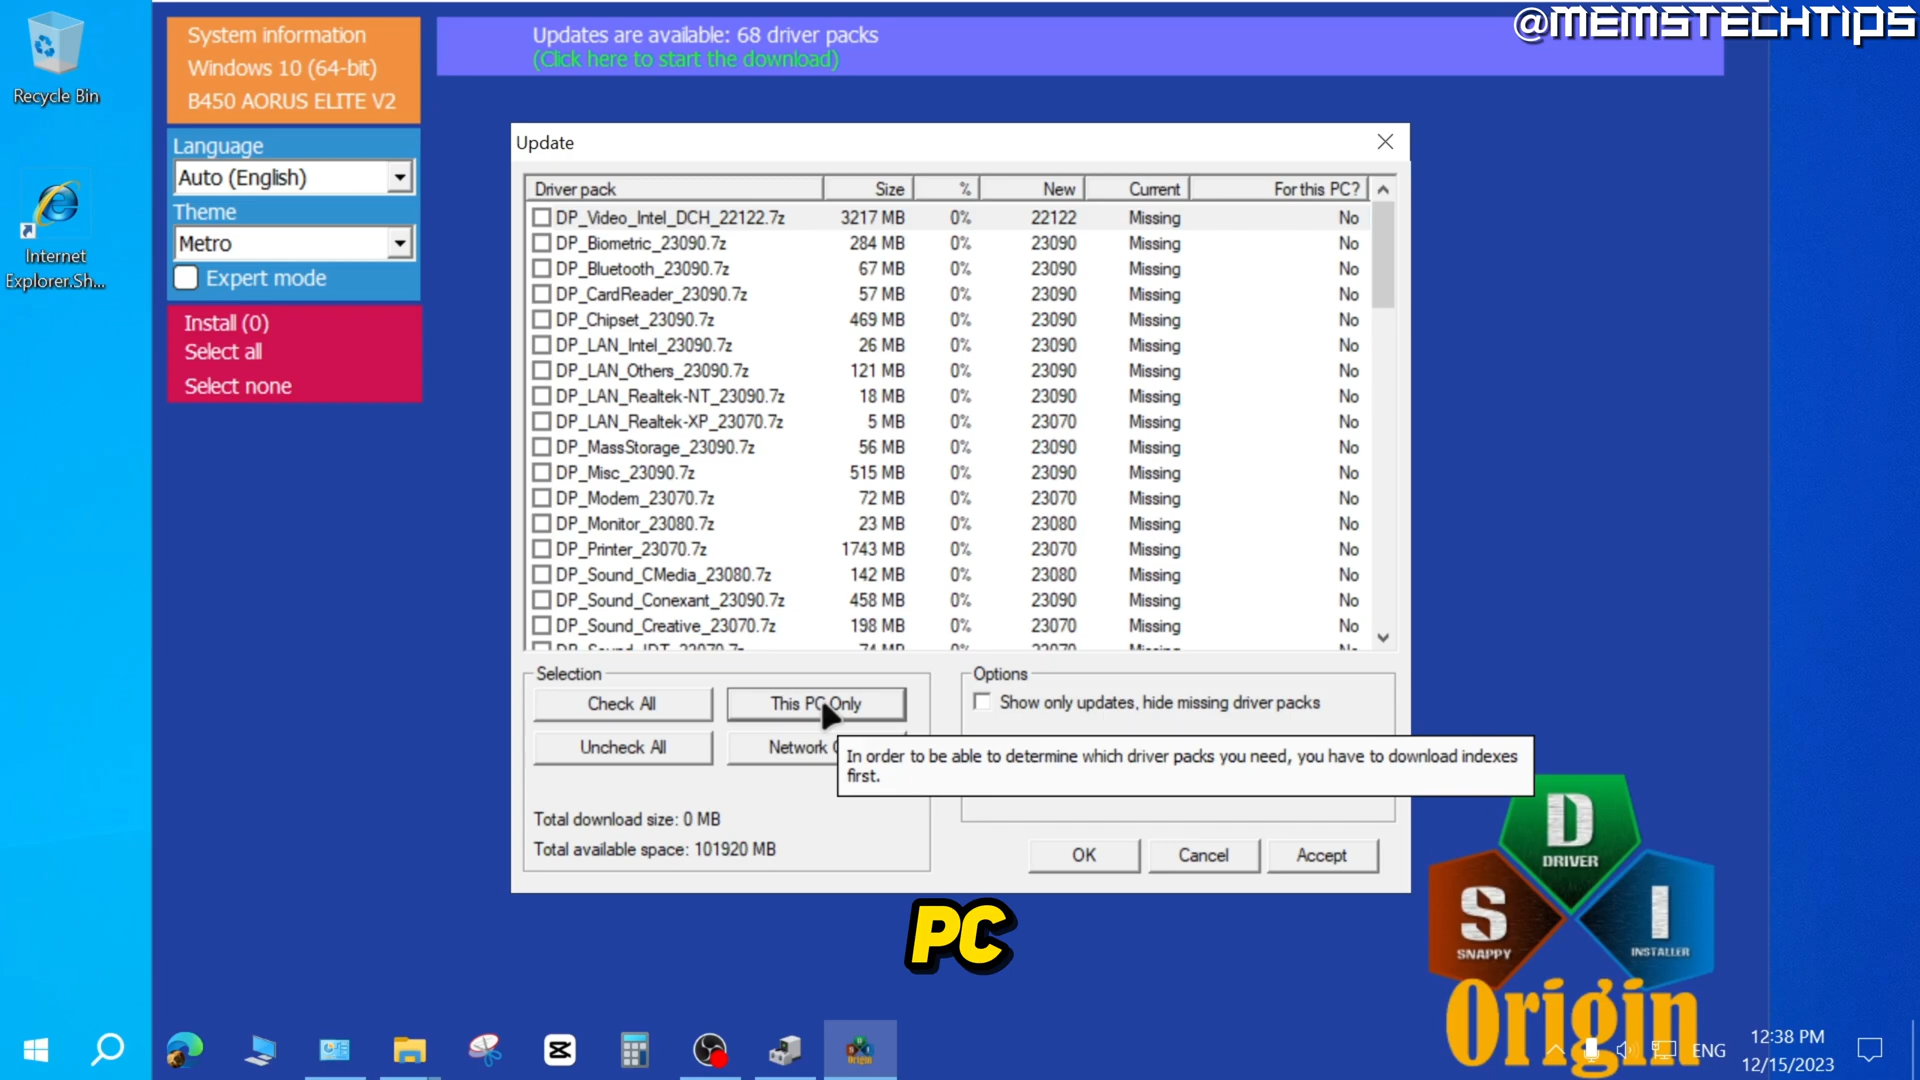 @MEMSTECHTIPS
Recycle Bin
Internet
Explorer.Sh...
System information
Windows 10 (64-bit)
B450 AORUS ELITE V2
Language
Auto (English)
Theme
Metro
Expert mode
Install (0)
Select all
Select none
Updates are available: 68 driver packs
(Click here to start the download)
Update
Driver pack Size % New Current For this PC?
DP_Video_Intel_DCH_22122.7z 3217 MB 0% 22122 Missing No
DP_Biometric_23090.7z 284 MB 0% 23090 Missing No
DP_Bluetooth_23090.7z 67 MB 0% 23090 Missing No
DP_CardReader_23090.7z 57 MB 0% 23090 Missing No
DP_Chipset_23090.7z 469 MB 0% 23090 Missing No
DP_LAN_Intel_23090.7z 26 MB 0% 23090 Missing No
DP_LAN_Others_23090.7z 121 MB 0% 23090 Missing No
DP_LAN_Realtek-NT_23090.7z 18 MB 0% 23090 Missing No
DP_LAN_Realtek-XP_23070.7z 5 MB 0% 23070 Missing No
DP_MassStorage_23090.7z 56 MB 0% 23090 Missing No
DP_Misc_23090.7z 515 MB 0% 23090 Missing No
DP_Modem_23070.7z 72 MB 0% 23070 Missing No
DP_Monitor_23080.7z 23 MB 0% 23080 Missing No
DP_Printer_23070.7z 1743 MB 0% 23070 Missing No
DP_Sound_CMedia_23080.7z 142 MB 0% 23080 Missing No
DP_Sound_Conexant_23090.7z 458 MB 0% 23090 Missing No
DP_Sound_Creative_23070.7z 198 MB 0% 23070 Missing No
Selection
Check All
This PC Only
Uncheck All
Network
Total download size: 0 MB
Total available space: 101920 MB
Options
Show only updates, hide missing driver packs
In order to be able to determine which driver packs you need, you have to download indexes
first.
OK
Cancel
Accept
PC
D
DRIVER
S
SNAPPY
I
INSTALLER
Origin
ENG
12:38 PM
12/15/2023